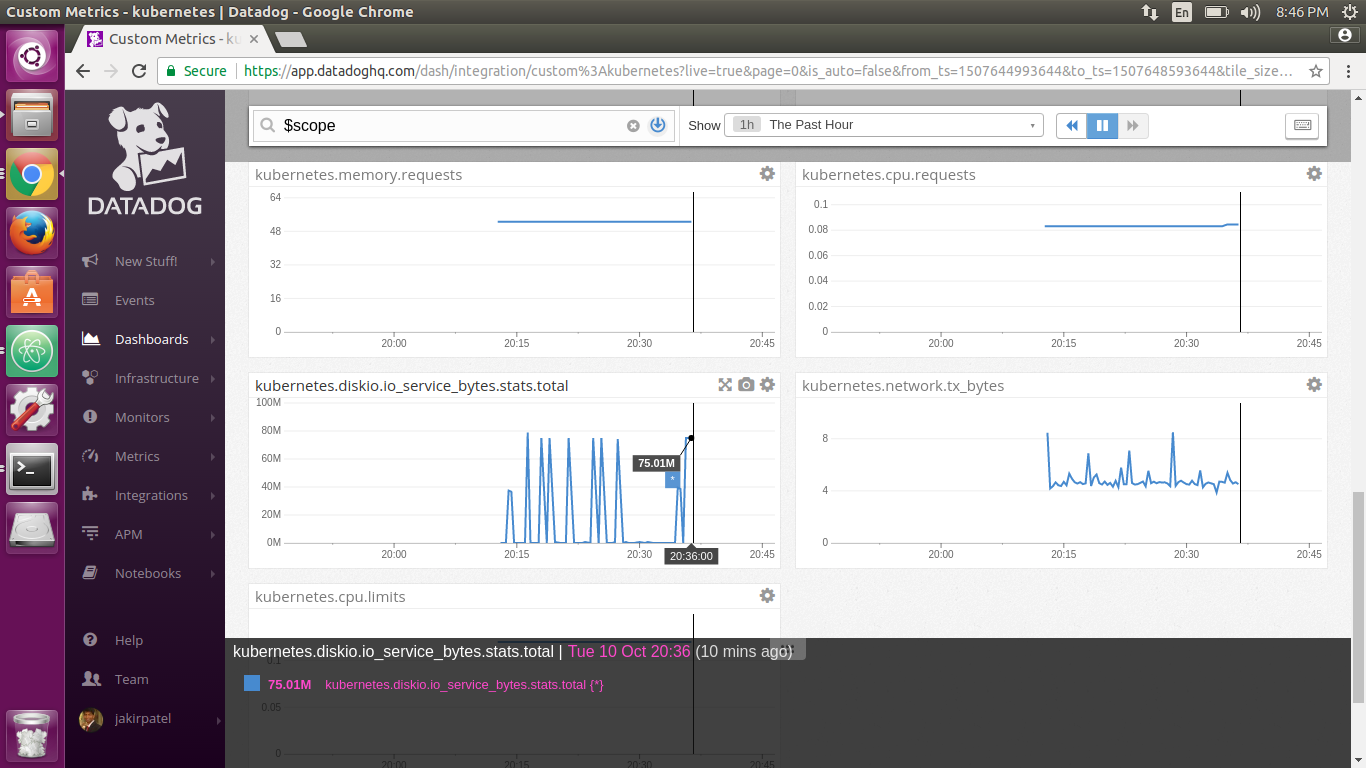 Custom Metrics - kubernetes | Datadog - Google Chrome
En
8:46 PM
Custom Metrics - ku
Secure
https://app.datadoghq.com/dash/integration/custom%3Akubernetes?live=true&page=0&is_auto=false&from_ts=1507644993644&to_ts=1507648593644&tile_size...
DATADOG
New Stuff!
Events
Dashboards
Infrastructure
Monitors
Metrics
Integrations
APM
Notebooks
Help
Team
jakirpatel
$scope
Show
1h The Past Hour
kubernetes.memory.requests
64
48
32
16
0
20:00 20:15 20:30 20:45
kubernetes.cpu.requests
0.1
0.08
0.06
0.04
0.02
0
20:00 20:15 20:30 20:45
kubernetes.diskio.io_service_bytes.stats.total
100M
80M
60M
40M
20M
0M
75.01M
*
20:00 20:15 20:30 20:45
20:36:00
kubernetes.network.tx_bytes
8
4
0
20:00 20:15 20:30 20:45
kubernetes.cpu.limits
kubernetes.diskio.io_service_bytes.stats.total | Tue 10 Oct 20:36 (10 mins ago)
0.1
75.01M kubernetes.diskio.io_service_bytes.stats.total {*}
0.05
0
20:00 20:15 20:30 20:45